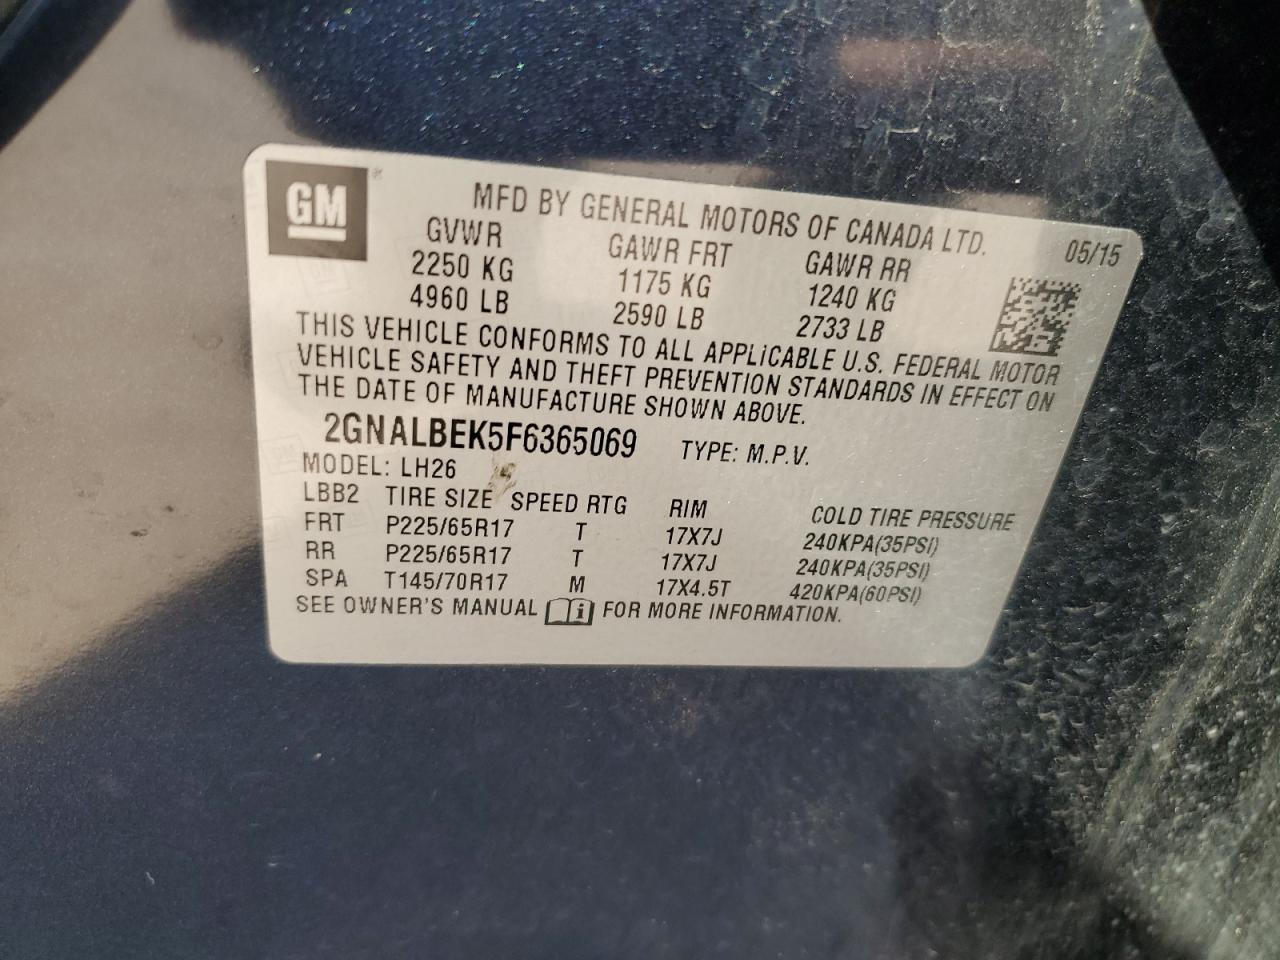 GM ®
MFD BY GENERAL MOTORS OF CANADA LTD.
GVWR GAWR FRT GAWR RR 05/15
2250 KG 1175 KG 1240 KG
4960 LB 2590 LB 2733 LB
THIS VEHICLE CONFORMS TO ALL APPLiCABLE U.S. FEDERAL MOTOR
VEHICLE SAFETY AND THEFT PREVENTION STANDARDS IN EFFECT ON
THE DATE OF MANUFACTURE SHOWN ABOVE.
2GNALBEK5F6365069 TYPE: M.P.V.
MODEL: LH26
LBB2 TIRE SIZE SPEED RTG RIM COLD TIRE PRESSURE
FRT P225/65R17 T 17X7J 240KPA(35PSI)
RR P225/65R17 T 17X7J 240KPA(35PSI)
SPA T145/70R17 M 17X4.5T 420KPA(60PSI)
SEE OWNER'S MANUAL i FOR MORE INFORMATION.